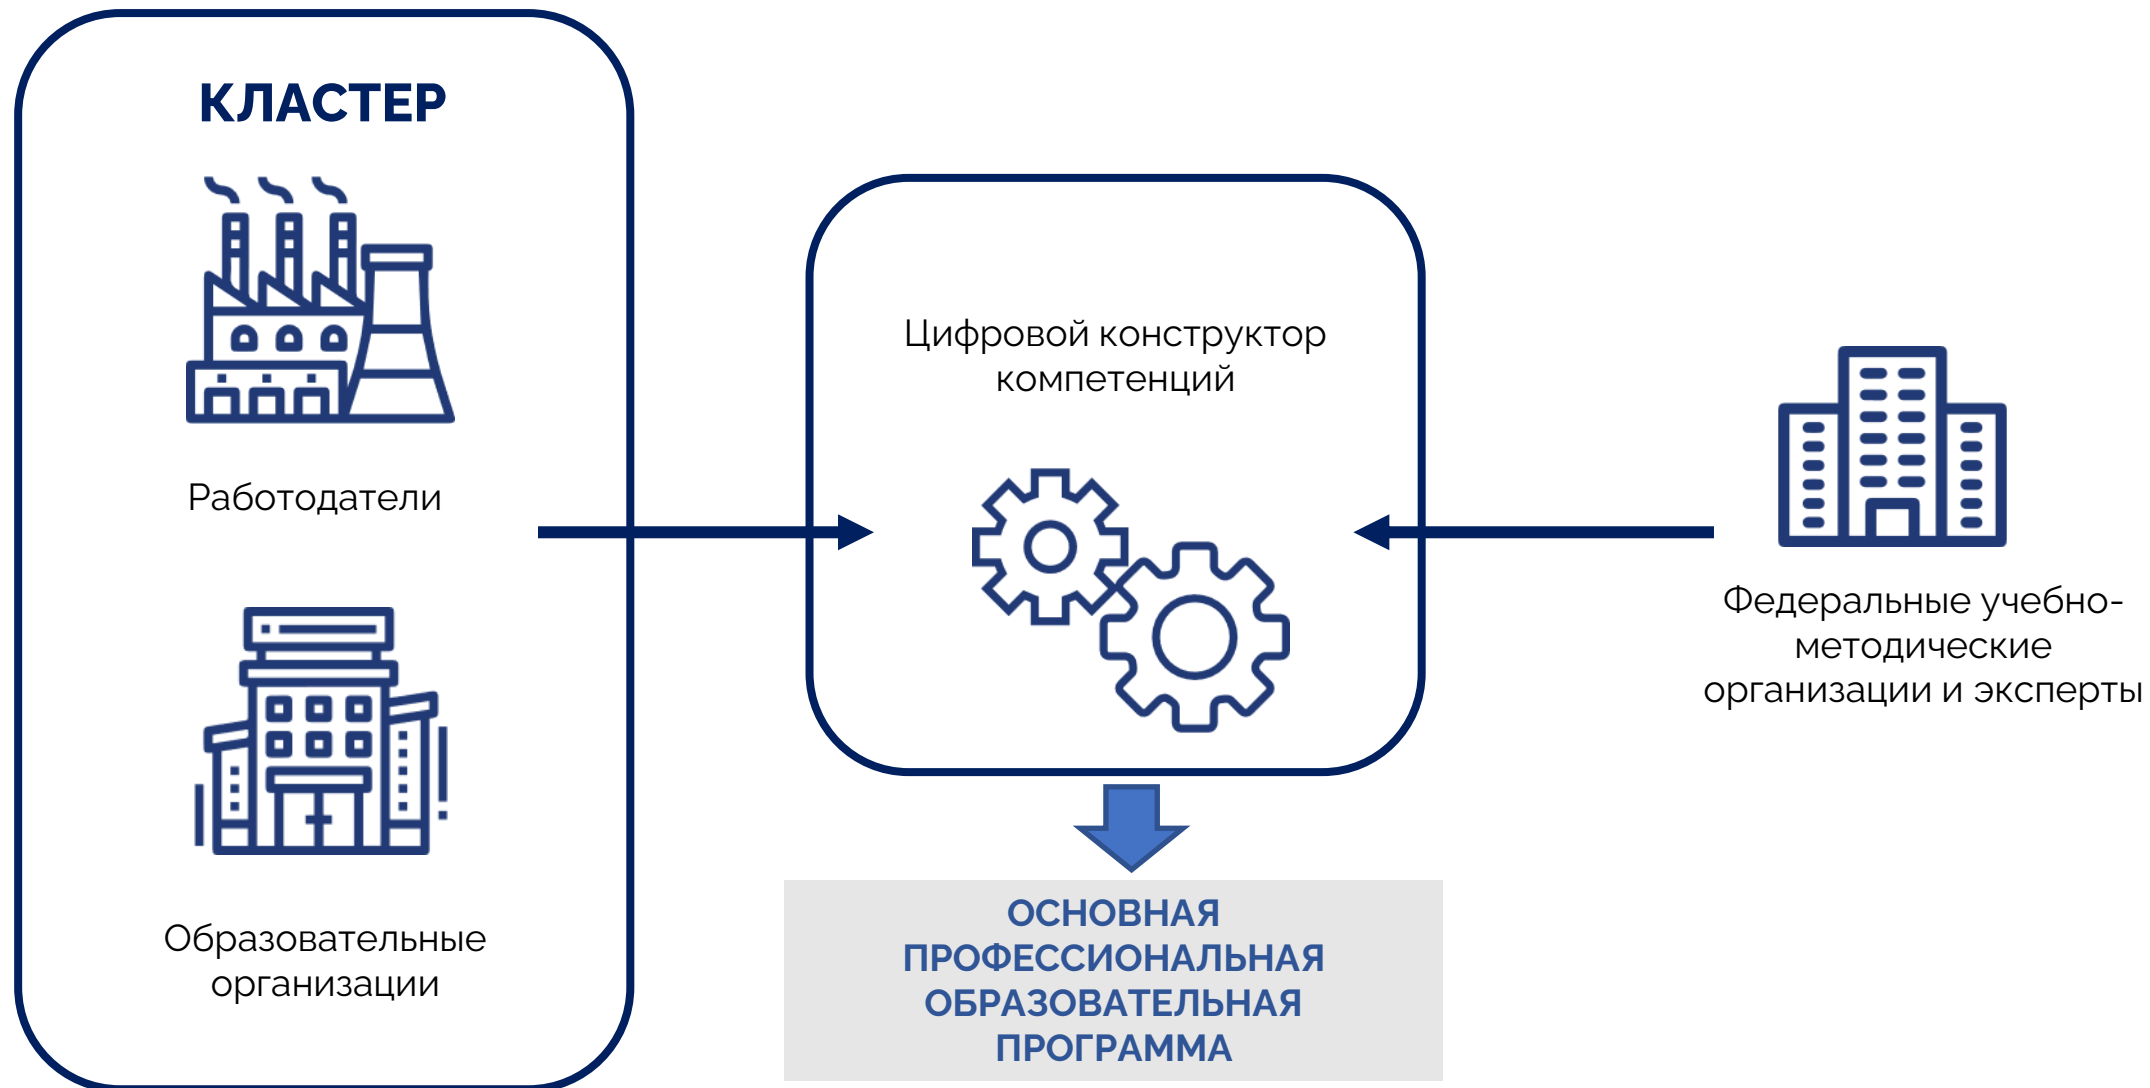 КЛАСТЕР
Работодатели
Образовательные
организации
Цифровой конструктор
компетенций
Федеральные учебно-
методические
организации и эксперты
ОСНОВНАЯ
ПРОФЕССИОНАЛЬНАЯ
ОБРАЗОВАТЕЛЬНАЯ
ПРОГРАММА